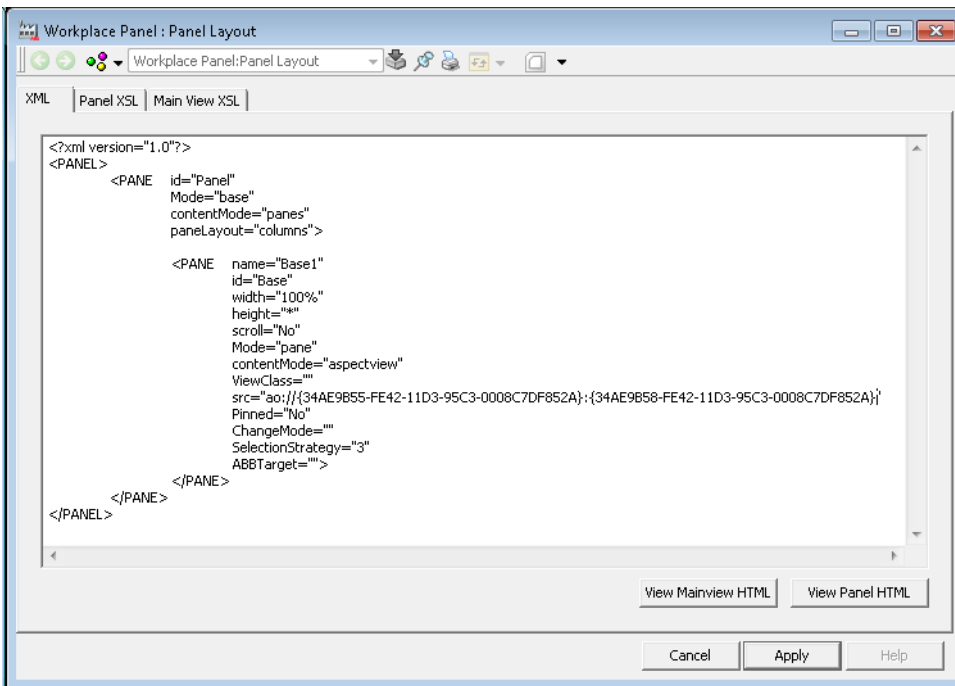 Workplace Panel : Panel Layout
Workplace Panel:Panel Layout
XML Panel XSL Main View XSL
<?xml version="1.0"?>
<PANEL>
<PANE id="Panel"
Mode="base"
contentMode="panes"
paneLayout="columns">
<PANE name="Base1"
id="Base"
width="100%"
height="*"
scroll="No"
Mode="pane"
contentMode="aspectview"
ViewClass=""
src="ao://{34AE9B55-FE42-11D3-95C3-0008C7DF852A}:{34AE9B58-FE42-11D3-95C3-0008C7DF852A}"
Pinned="No"
ChangeMode=""
SelectionStrategy="3"
ABBTarget="">
</PANE>
</PANE>
</PANEL>
View Mainview HTML View Panel HTML
Cancel Apply Help